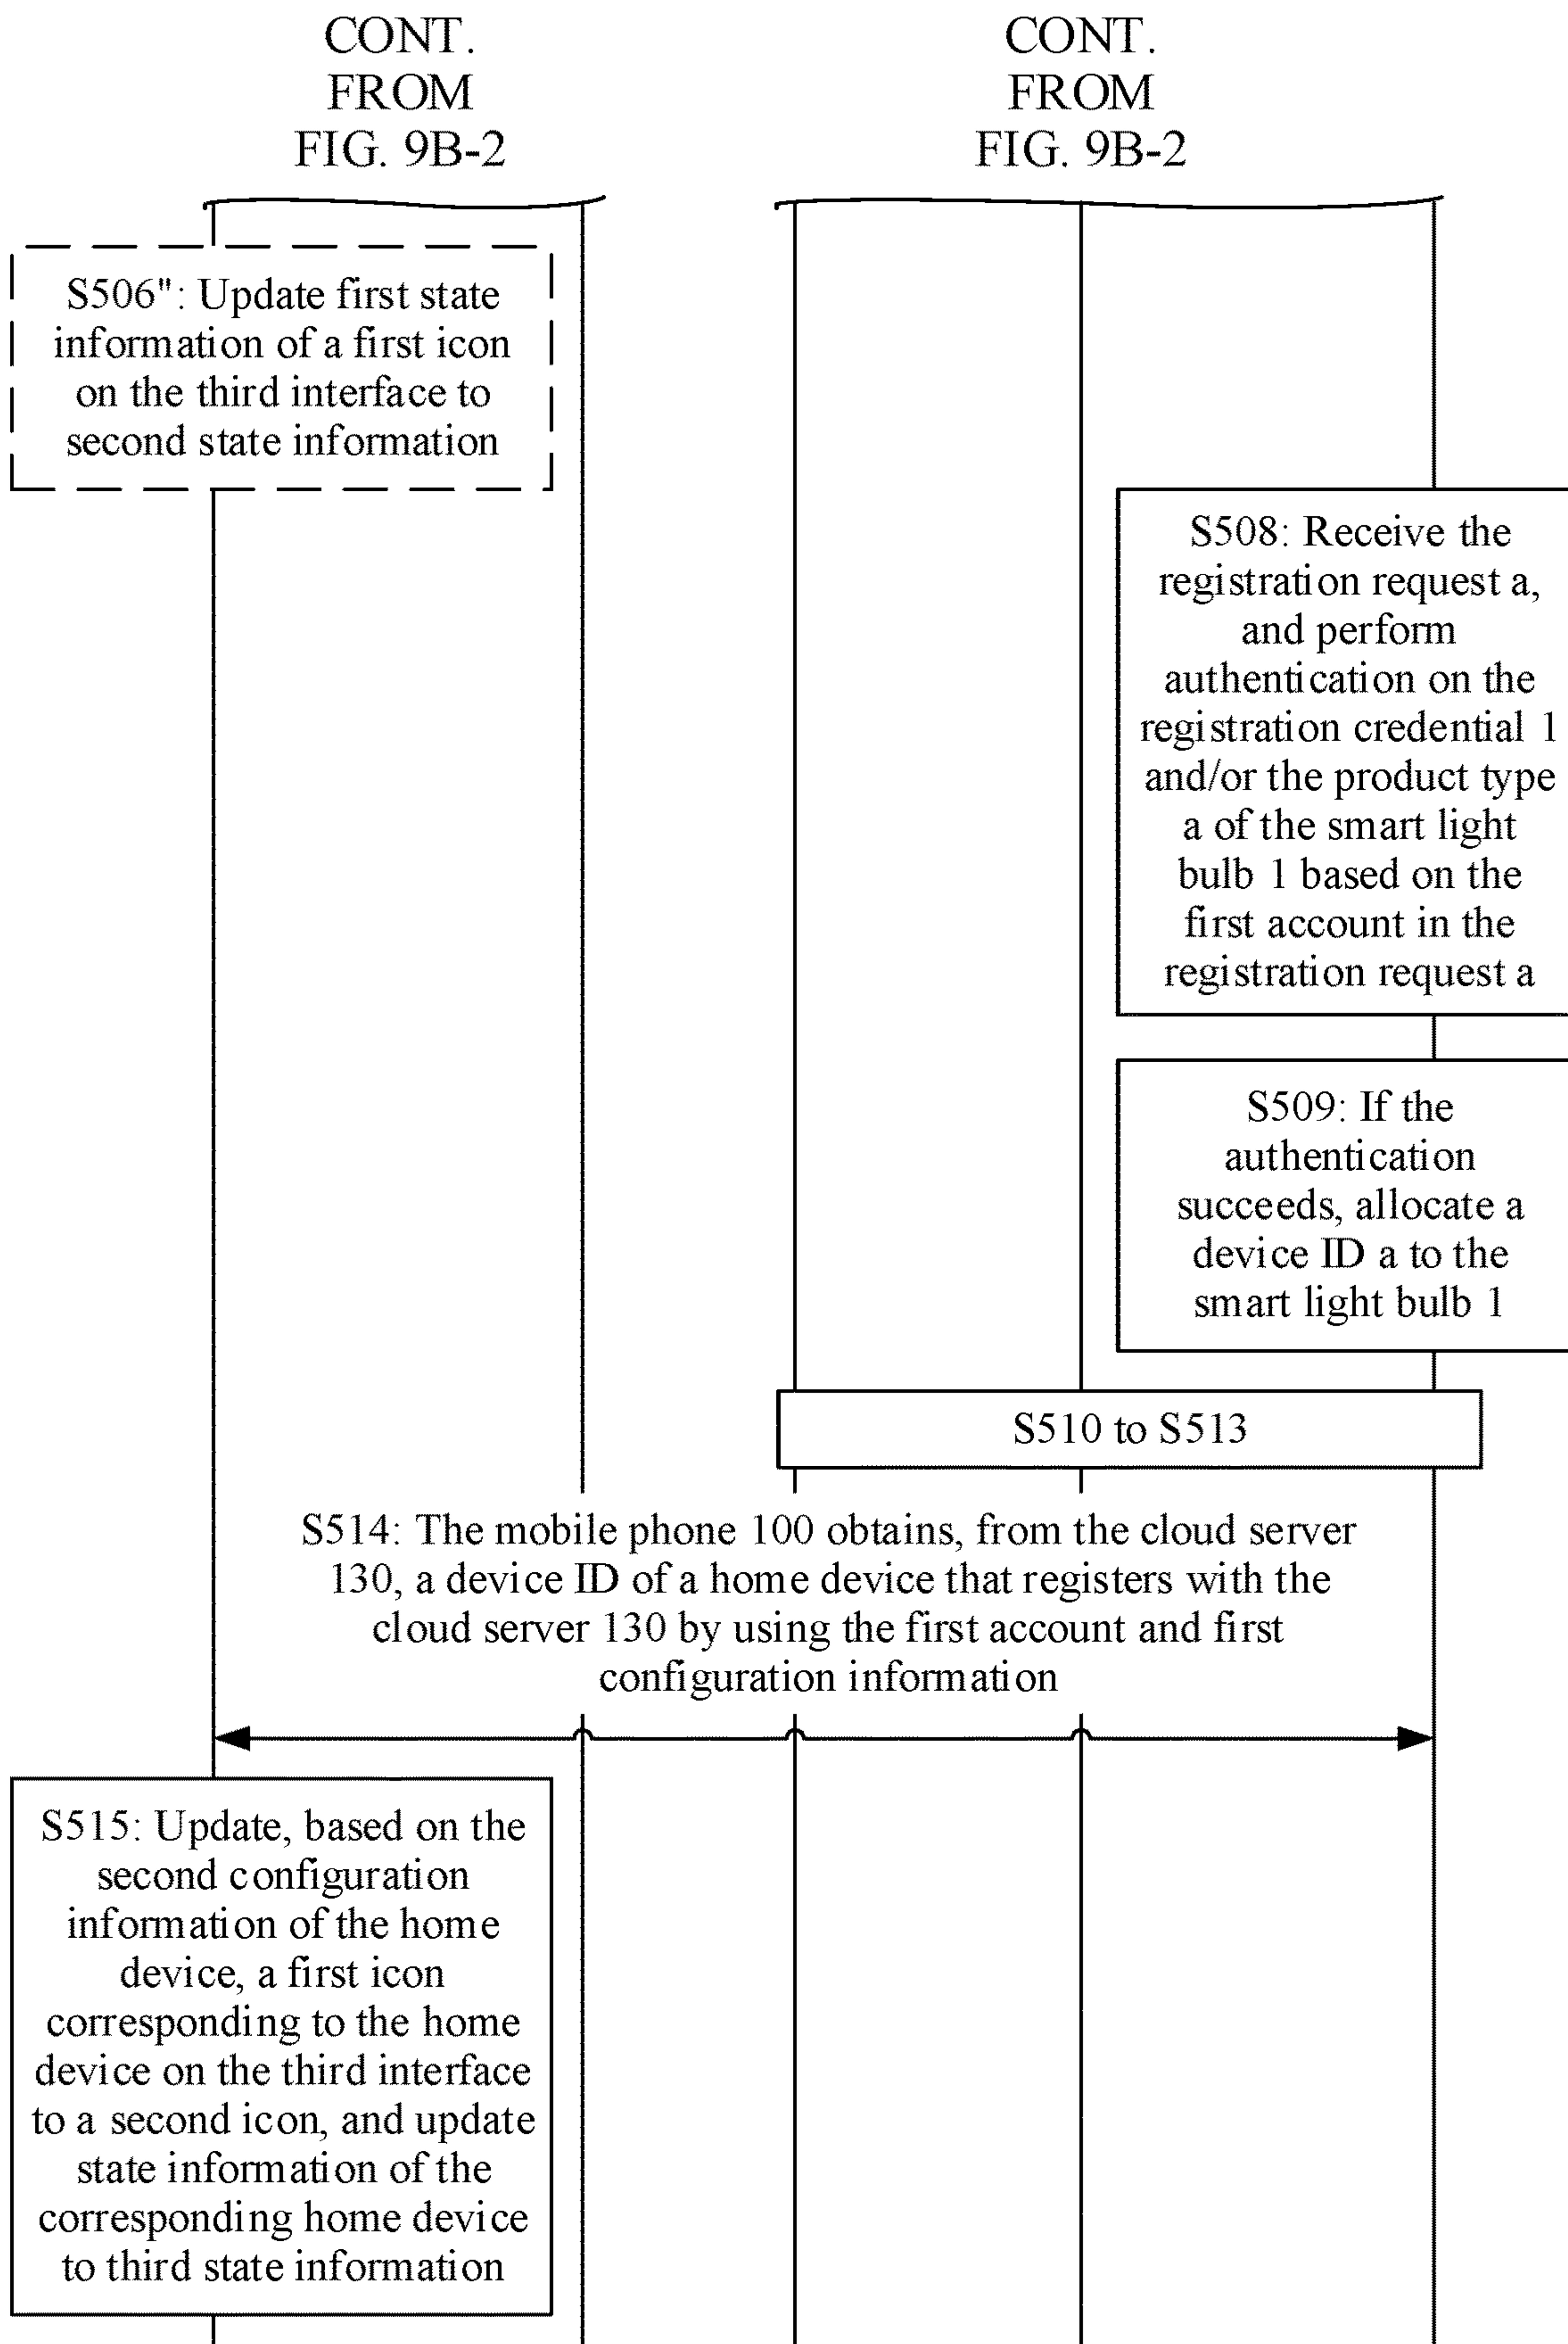 CONT.
FROM
FIG. 9B-2
CONT.
FROM
FIG. 9B-2
S506": Update first state
information of a first icon
on the third interface to
second state information
S508: Receive the
registration request a,
and perform
authentication on the
registration credential 1
and/or the product type
a of the smart light
bulb 1 based on the
first account in the
registration request a
S509: If the
authentication
succeeds, allocate a
device ID a to the
smart light bulb 1
S510 to S513
S514: The mobile phone 100 obtains, from the cloud server
130, a device ID of a home device that registers with the
cloud server 130 by using the first account and first
configuration information
S515: Update, based on the
second configuration
information of the home
device, a first icon
corresponding to the home
device on the third interface
to a second icon, and update
state information of the
corresponding home device
to third state information